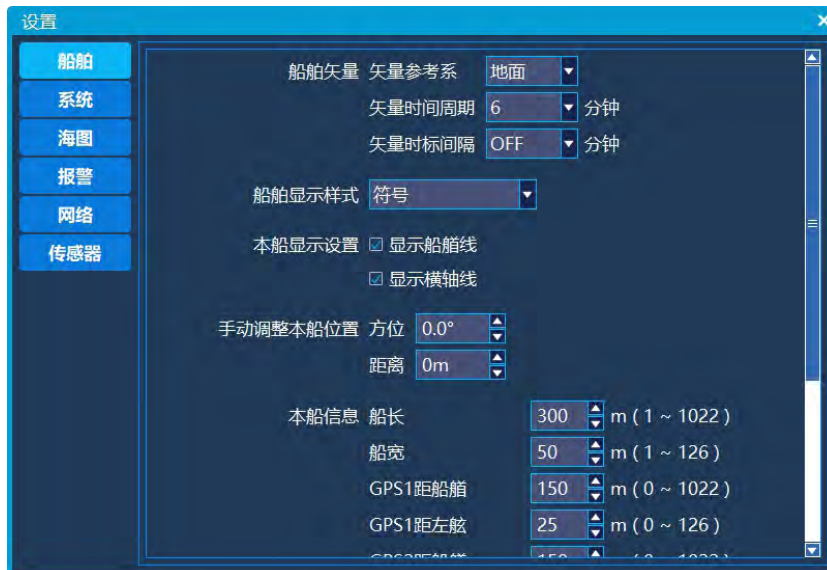 设置
船舶
系统
海图
报警
网络
传感器
船舶矢量 矢量参考系 地面
矢量时间周期 6 分钟
矢量时标间隔 OFF 分钟
船舶显示样式 符号
本船显示设置 显示船艏线
显示横轴线
手动调整本船位置 方位 0.0°
距离 0m
本船信息 船长 300 m ( 1 ~ 1022 )
船宽 50 m ( 1 ~ 126 )
GPS1距船艏 150 m ( 0 ~ 1022 )
GPS1距左舷 25 m ( 0 ~ 126 )